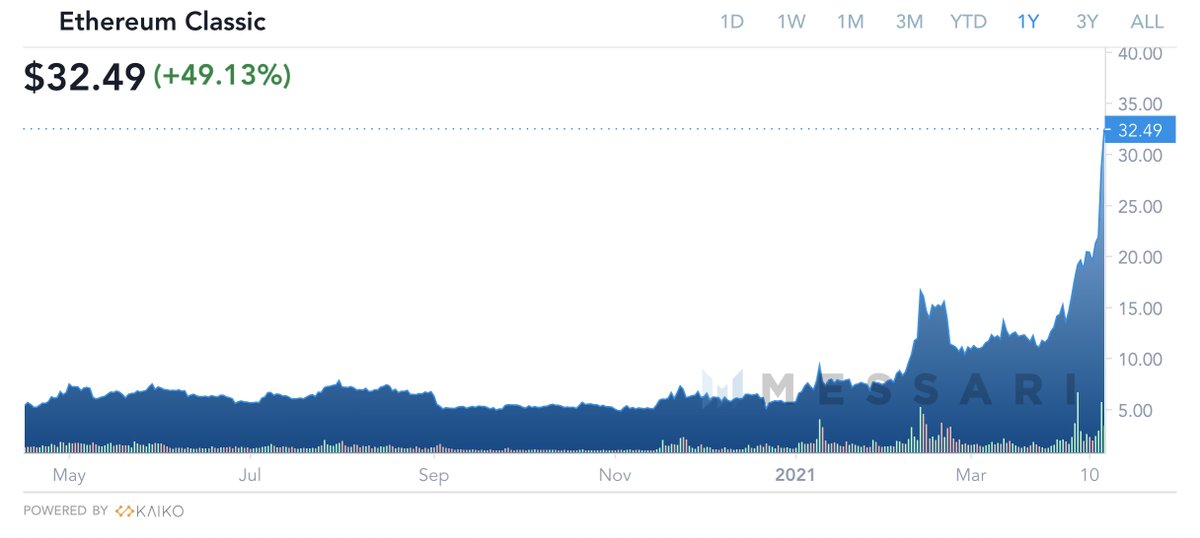 Ethereum Classic
1D 1W 1M 3M YTD 1Y 3Y ALL
$32.49 (+49.13%)
40.00
35.00
32.49
30.00
25.00
20.00
15.00
10.00
5.00
MESSARI
May Jul Sep Nov 2021 Mar 10
POWERED BY KAIKO